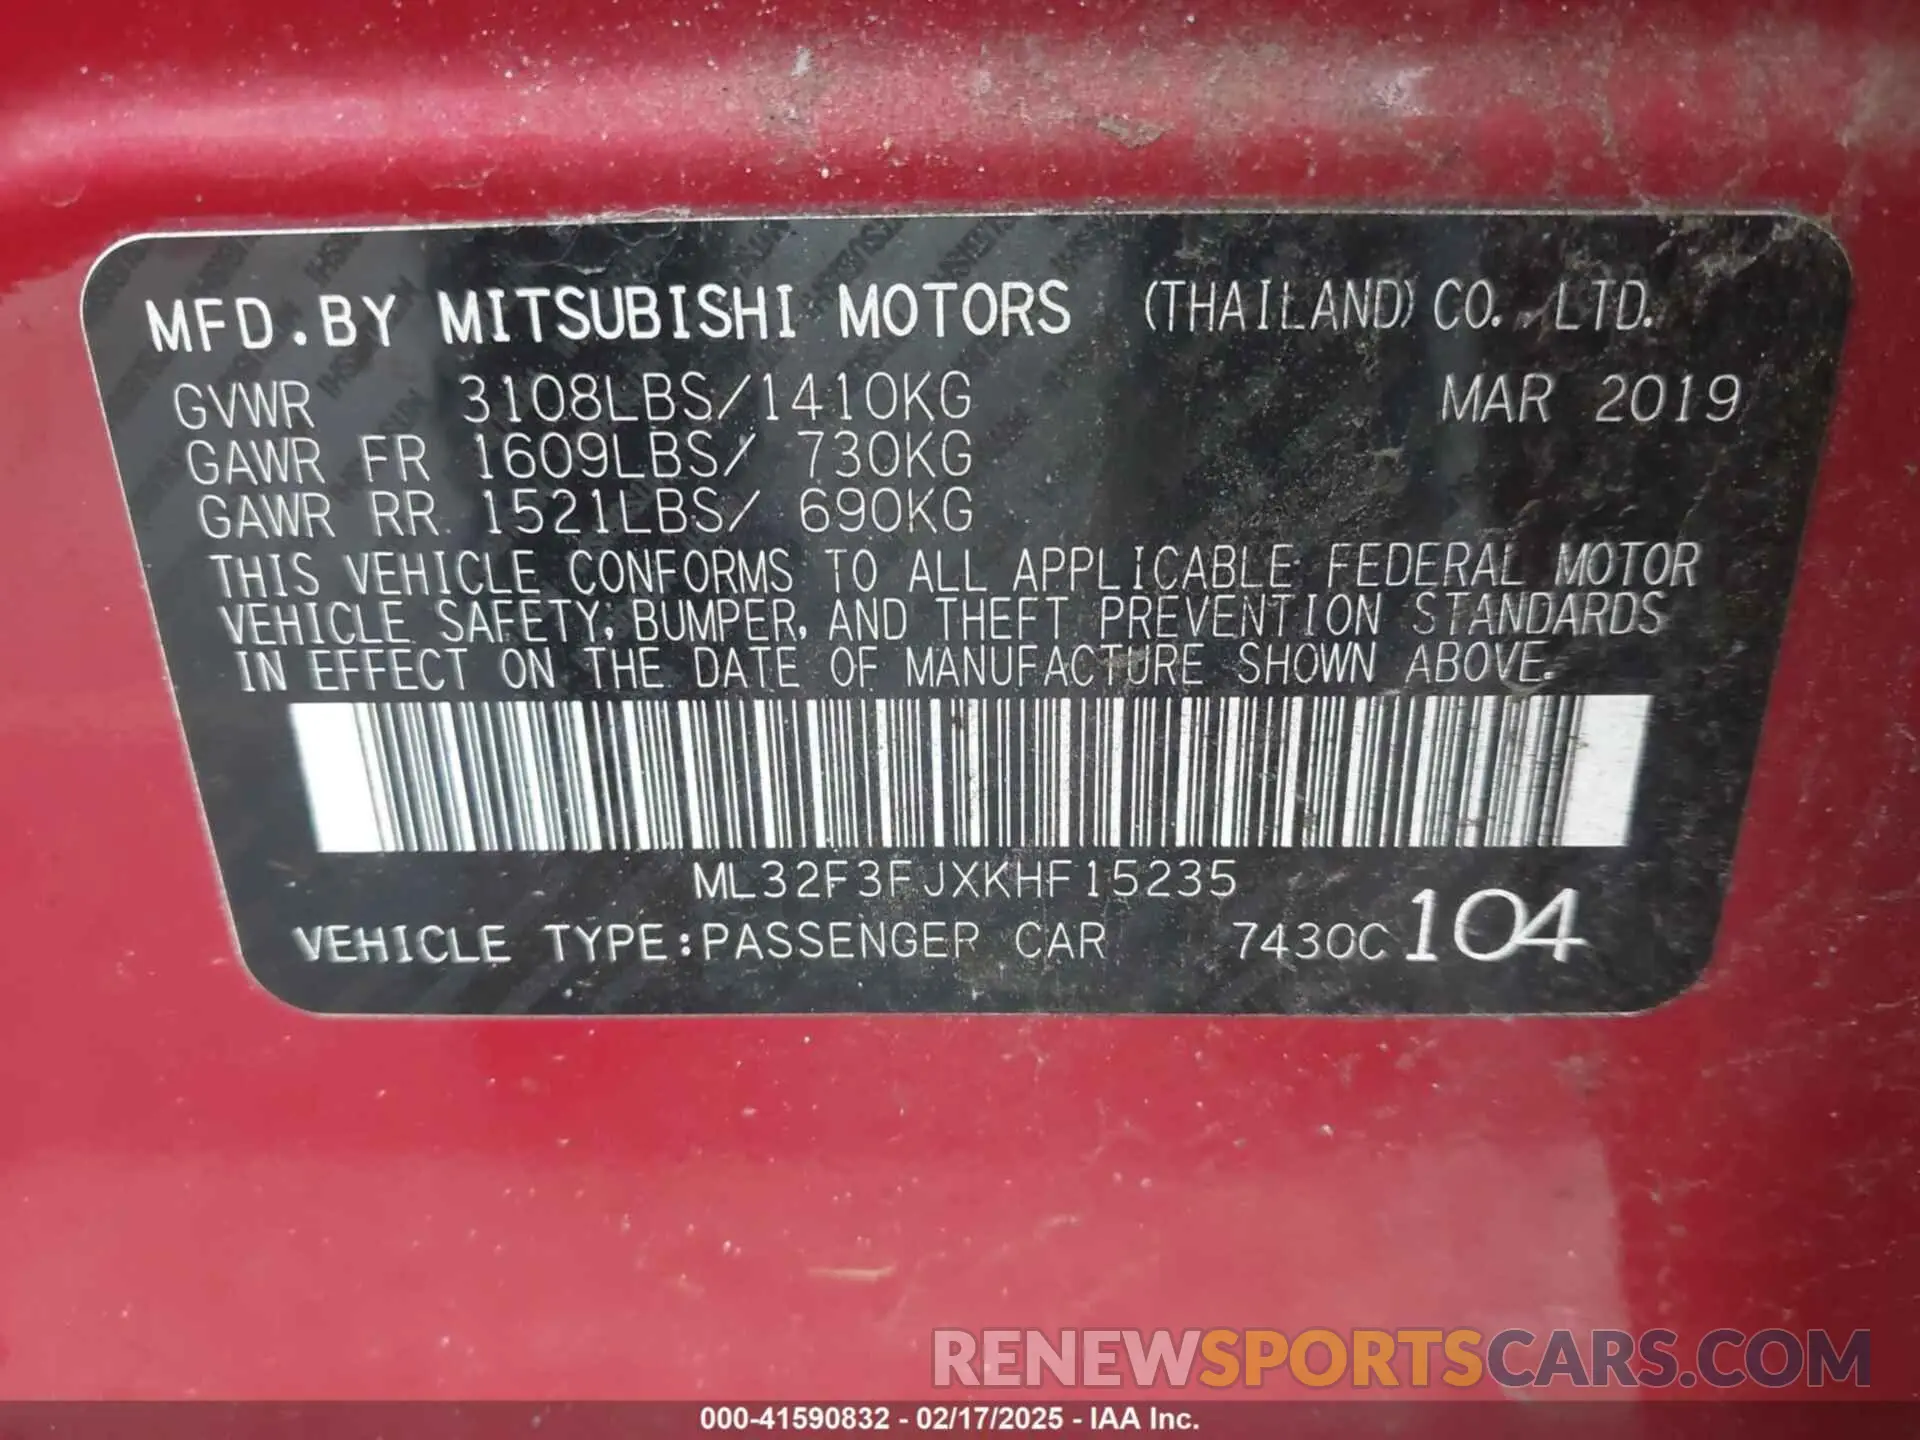 MFD.BY MITSUBISHI MOTORS (THAILAND) CO., LTD.
GVWR 3108LBS/1410KG MAR 2019
GAWR FR 1609LBS/ 730KG
GAWR RR 1521LBS/ 690KG
THIS VEHICLE CONFORMS TO ALL APPLICABLE FEDERAL MOTOR
VEHICLE SAFETY, BUMPER, AND THEFT PREVENTION STANDARDS
IN EFFECT ON THE DATE OF MANUFACTURE SHOWN ABOVE.
ML32F3FJXKHF15235
VEHICLE TYPE:PASSENGER CAR 7430C 104
RENEWSPORTSCARS.COM
000-41590832 - 02/17/2025 - IAA Inc.